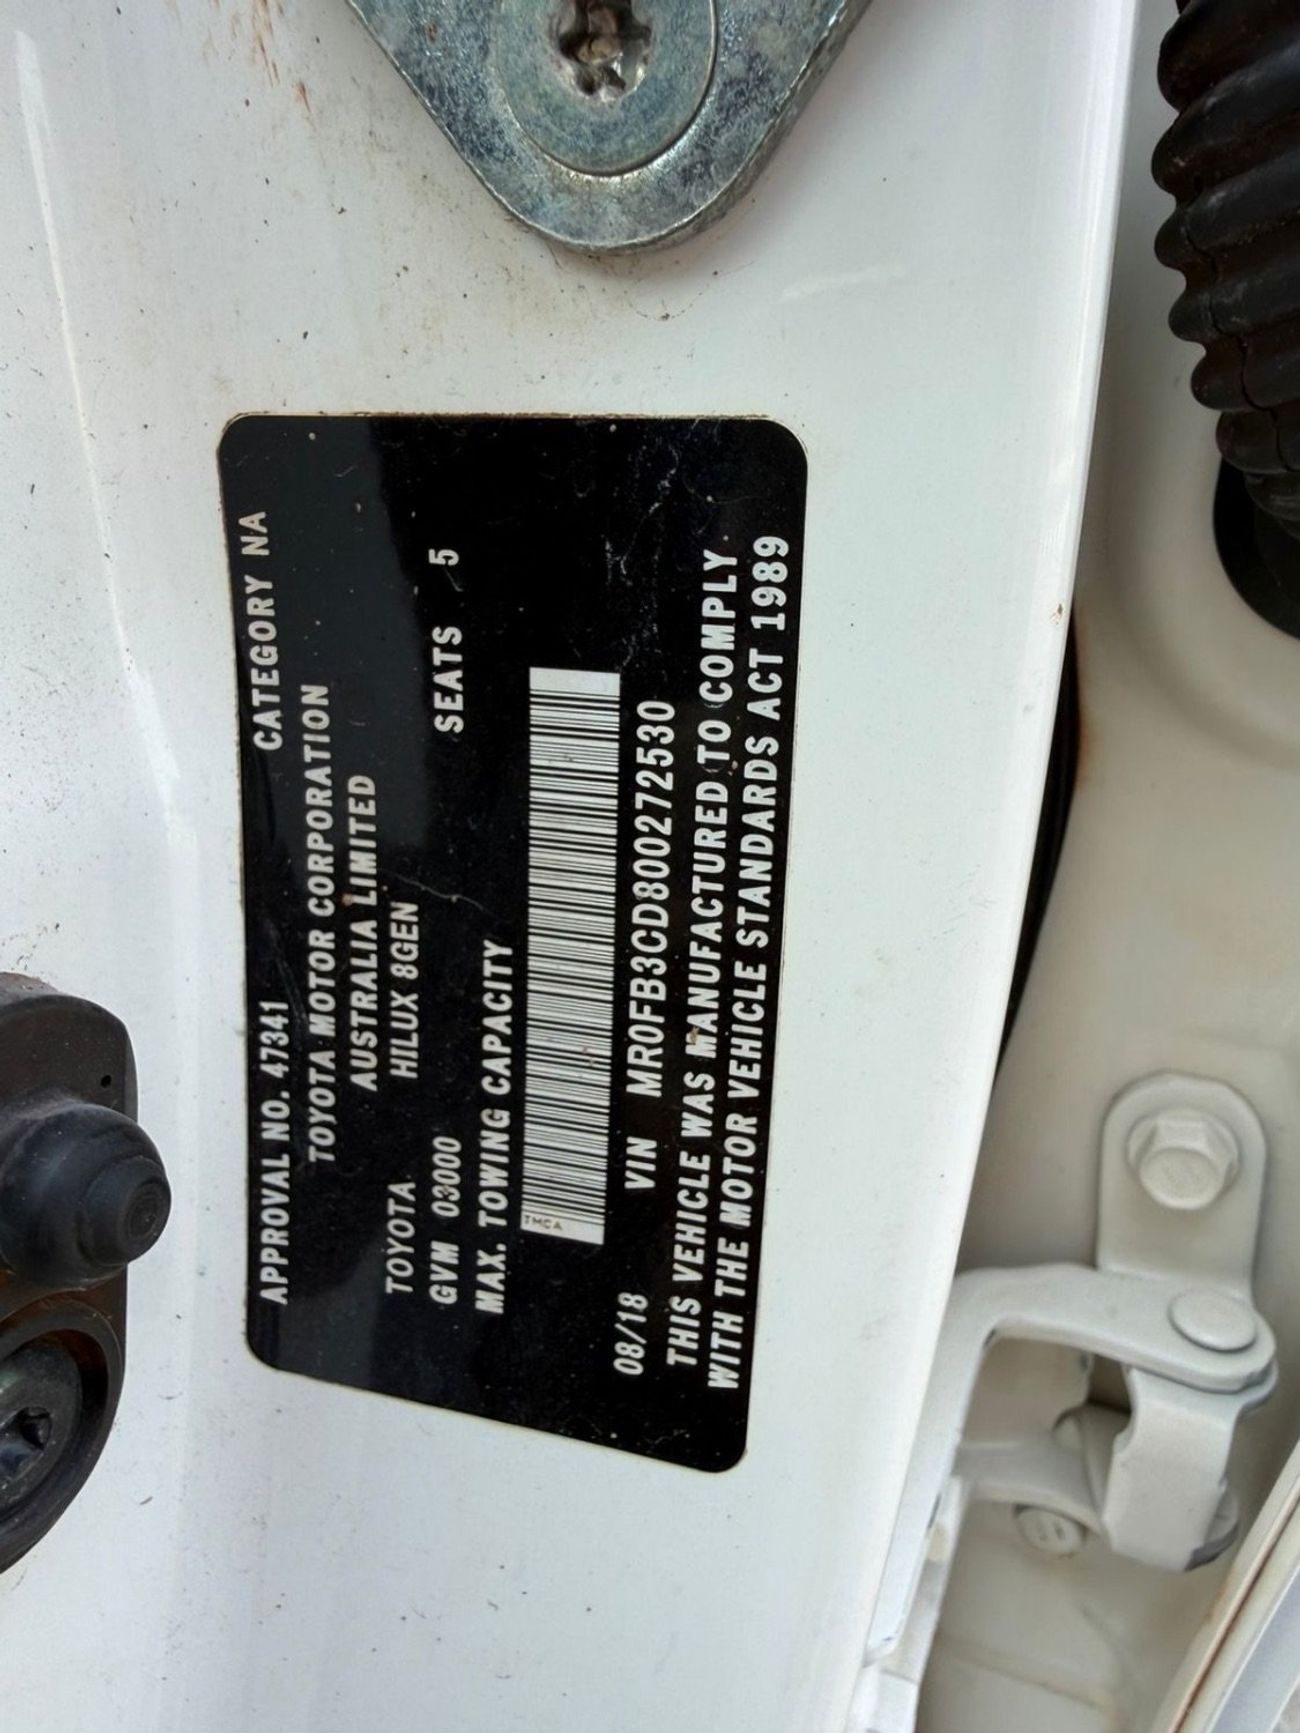 APPROVAL NO. 47341 CATEGORY NA
TOYOTA MOTOR CORPORATION
AUSTRALIA LIMITED
TOYOTA HILUX 8GEN
GVM 03000 SEATS 5
MAX. TOWING CAPACITY
TMCA
08/18 VIN MR0FB3CD800272530
THIS VEHICLE WAS MANUFACTURED TO COMPLY
WITH THE MOTOR VEHICLE STANDARDS ACT 1989